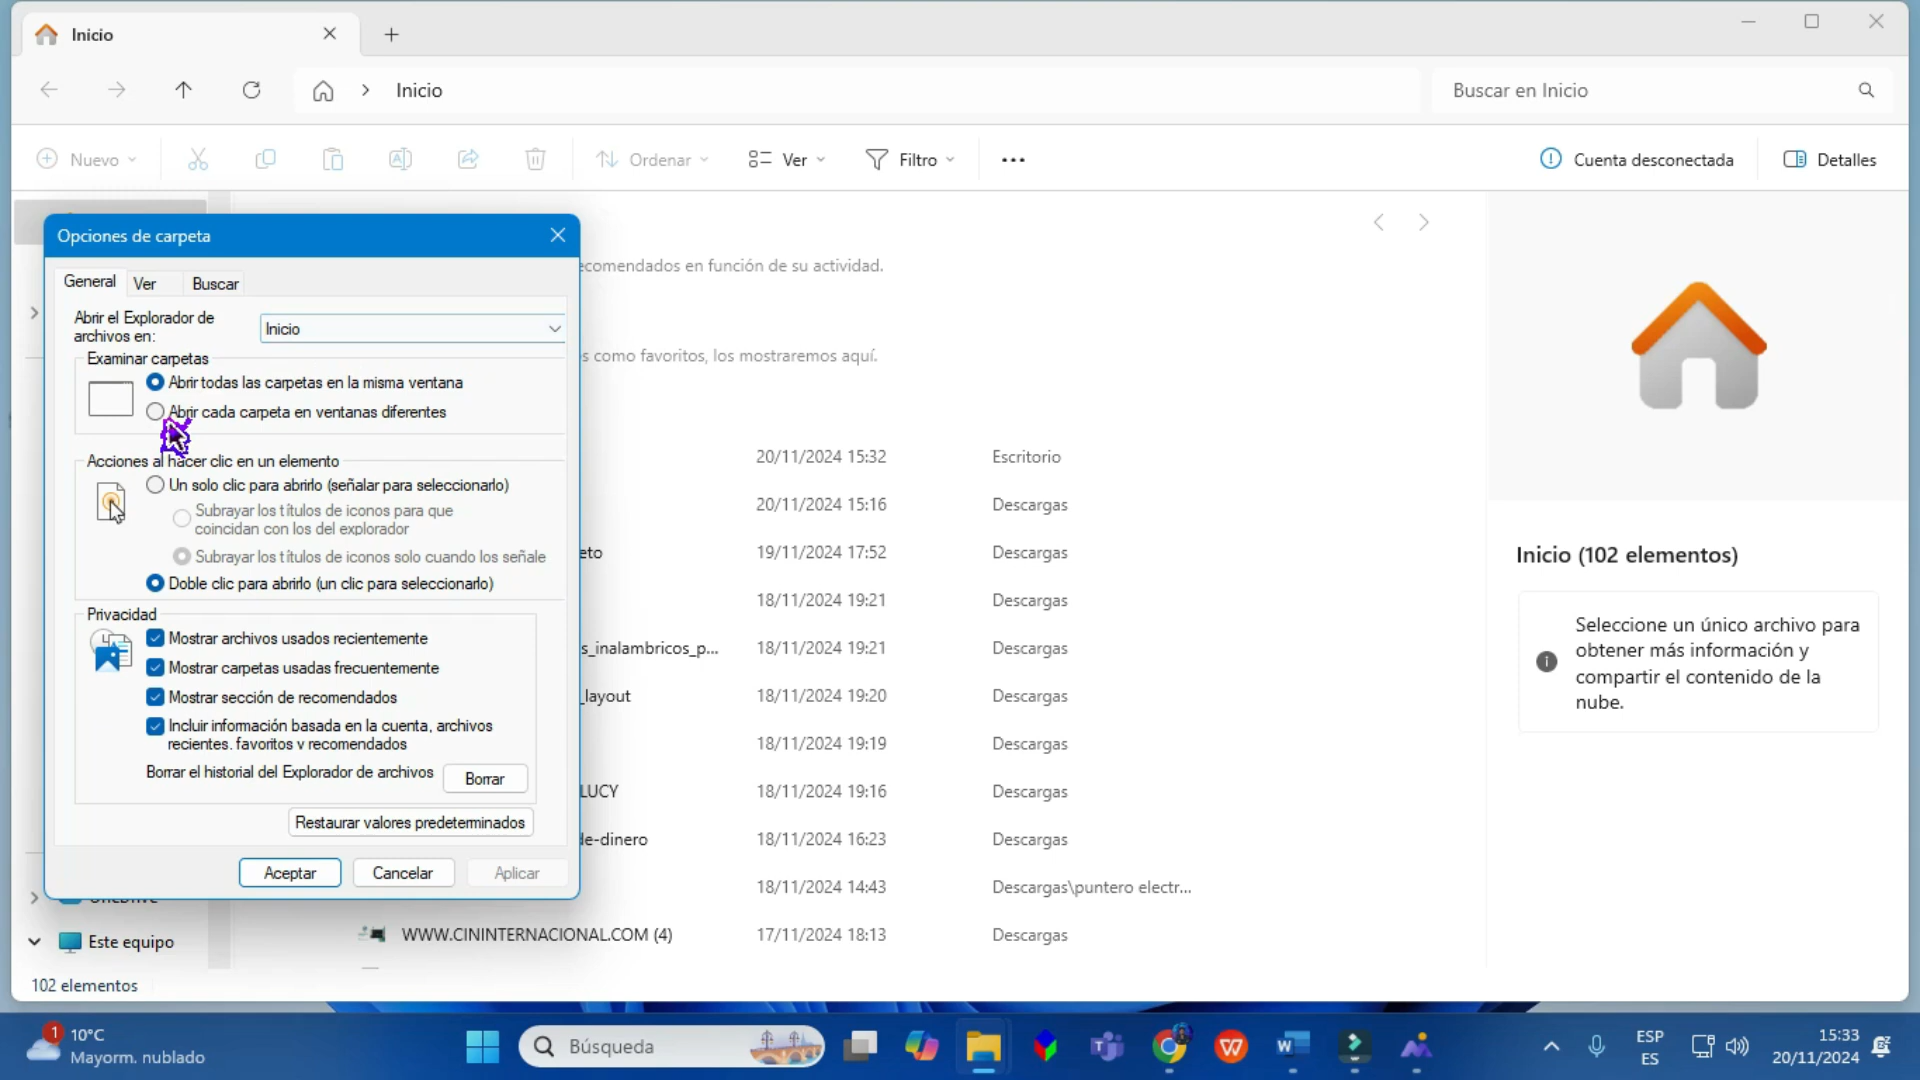 Inicio
Inicio
Buscar en Inicio
Nuevo
Ordenar
Ver
Filtro
Cuenta desconectada
Detalles
Opciones de carpeta
General
Ver
Buscar
ecomendados en función de su actividad.
Abrir el Explorador de
archivos en:
Inicio
Examinar carpetas
s como favoritos, los mostraremos aquí.
Abrir todas las carpetas en la misma ventana
Abrir cada carpeta en ventanas diferentes
Acciones al hacer clic en un elemento
Un solo clic para abrirlo (señalar para seleccionarlo)
Subrayar los títulos de iconos para que
coincidan con los del explorador
Subrayar los títulos de iconos solo cuando los señale
Doble clic para abrirlo (un clic para seleccionarlo)
Privacidad
Mostrar archivos usados recientemente
Mostrar carpetas usadas frecuentemente
Mostrar sección de recomendados
Incluir información basada en la cuenta, archivos
recientes, favoritos y recomendados
Borrar el historial del Explorador de archivos
Borrar
Restaurar valores predeterminados
Aceptar
Cancelar
Aplicar
20/11/2024 15:32 Escritorio
20/11/2024 15:16 Descargas
eto 19/11/2024 17:52 Descargas
18/11/2024 19:21 Descargas
s_inalambricos_p... 18/11/2024 19:21 Descargas
_layout 18/11/2024 19:20 Descargas
18/11/2024 19:19 Descargas
LUCY 18/11/2024 19:16 Descargas
de-dinero 18/11/2024 16:23 Descargas
18/11/2024 14:43 Descargas\puntero electr...
WWW.CININTERNACIONAL.COM (4) 17/11/2024 18:13 Descargas
Inicio (102 elementos)
Seleccione un único archivo para
obtener más información y
compartir el contenido de la
nube.
OneDrive
Este equipo
102 elementos
1
10°C
Mayorm. nublado
Búsqueda
ESP
ES
15:33
20/11/2024